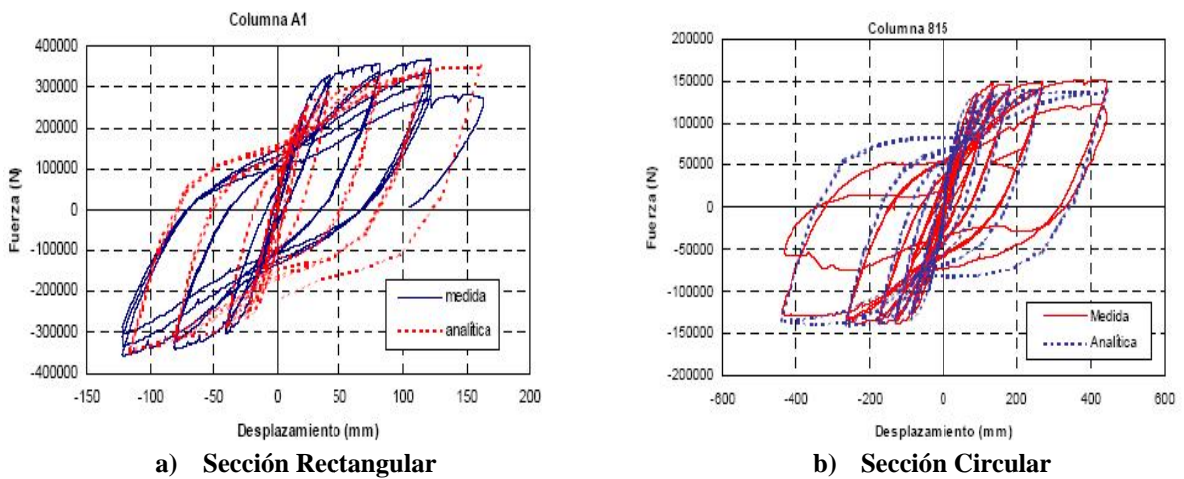 Columna A1
400000
300000
200000
100000
0
-100000
-200000
-300000
-400000
Fuerza (N)
-150 -100 -50 0 50 100 150 200
Desplazamiento (mm)
medida
analítica
a) Sección Rectangular
Columna 815
200000
150000
100000
50000
0
-50000
-100000
-150000
-200000
Fuerza (N)
-600 -400 -200 0 200 400 600
Desplazamiento (mm)
Medida
Analítica
b) Sección Circular